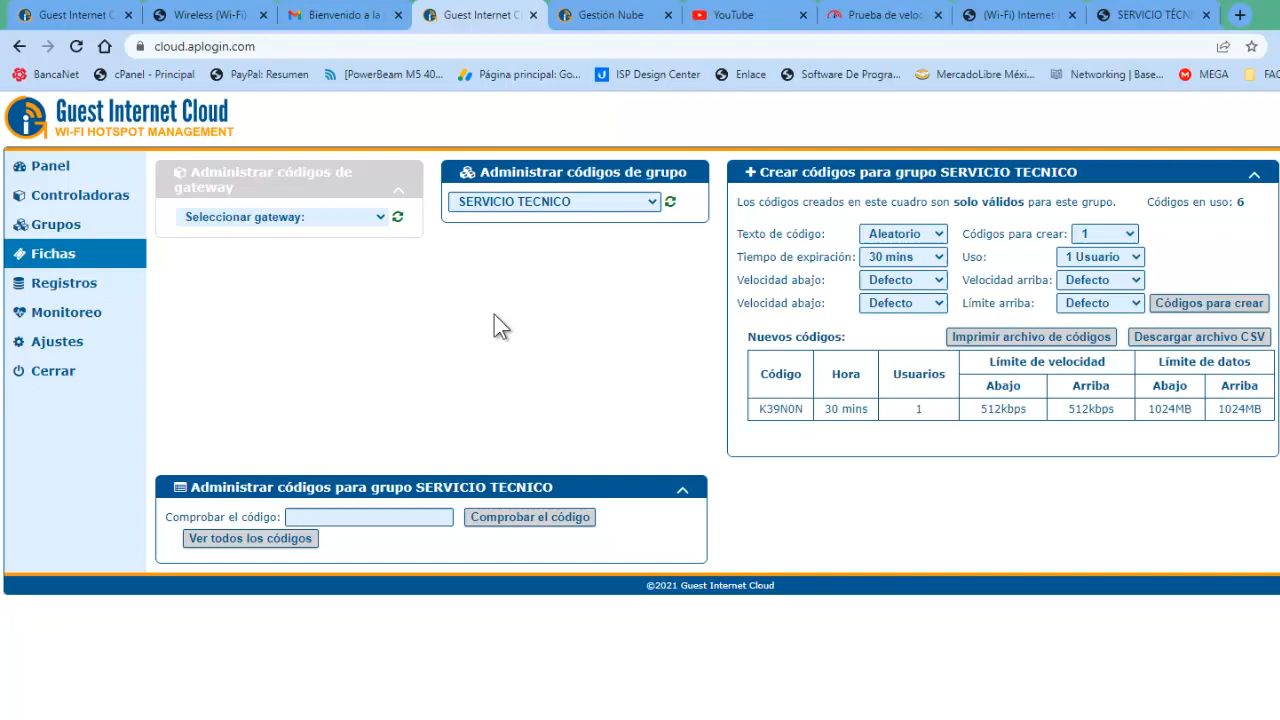 Guest Internet C
Wireless (Wi-Fi)
Bienvenido a la
Guest Internet C
Gestión Nube
YouTube
Prueba de veloc
(Wi-Fi) Internet
SERVICIO TÉCN
cloud.aplogin.com
BancaNet
cPanel - Principal
PayPal: Resumen
[PowerBeam M5 40...
Página principal: Go...
ISP Design Center
Enlace
Software De Progra...
MercadoLibre Méxi...
Networking | Base...
MEGA
FAC
Guest Internet Cloud
WI-FI HOTSPOT MANAGEMENT
Panel
Controladoras
Grupos
Fichas
Registros
Monitoreo
Ajustes
Cerrar
Administrar códigos de
gateway
Seleccionar gateway:
Administrar códigos de grupo
SERVICIO TECNICO
Crear códigos para grupo SERVICIO TECNICO
Los códigos creados en este cuadro son solo válidos para este grupo. Códigos en uso: 6
Texto de código: Aleatorio Códigos para crear: 1
Tiempo de expiración: 30 mins Uso: 1 Usuario
Velocidad abajo: Defecto Velocidad arriba: Defecto
Velocidad abajo: Defecto Límite arriba: Defecto Códigos para crear
Nuevos códigos: Imprimir archivo de códigos Descargar archivo CSV
Código Hora Usuarios Límite de velocidad Límite de datos
Abajo Arriba Abajo Arriba
K39N0N 30 mins 1 512kbps 512kbps 1024MB 1024MB
Administrar códigos para grupo SERVICIO TECNICO
Comprobar el código: Comprobar el código
Ver todos los códigos
©2021 Guest Internet Cloud